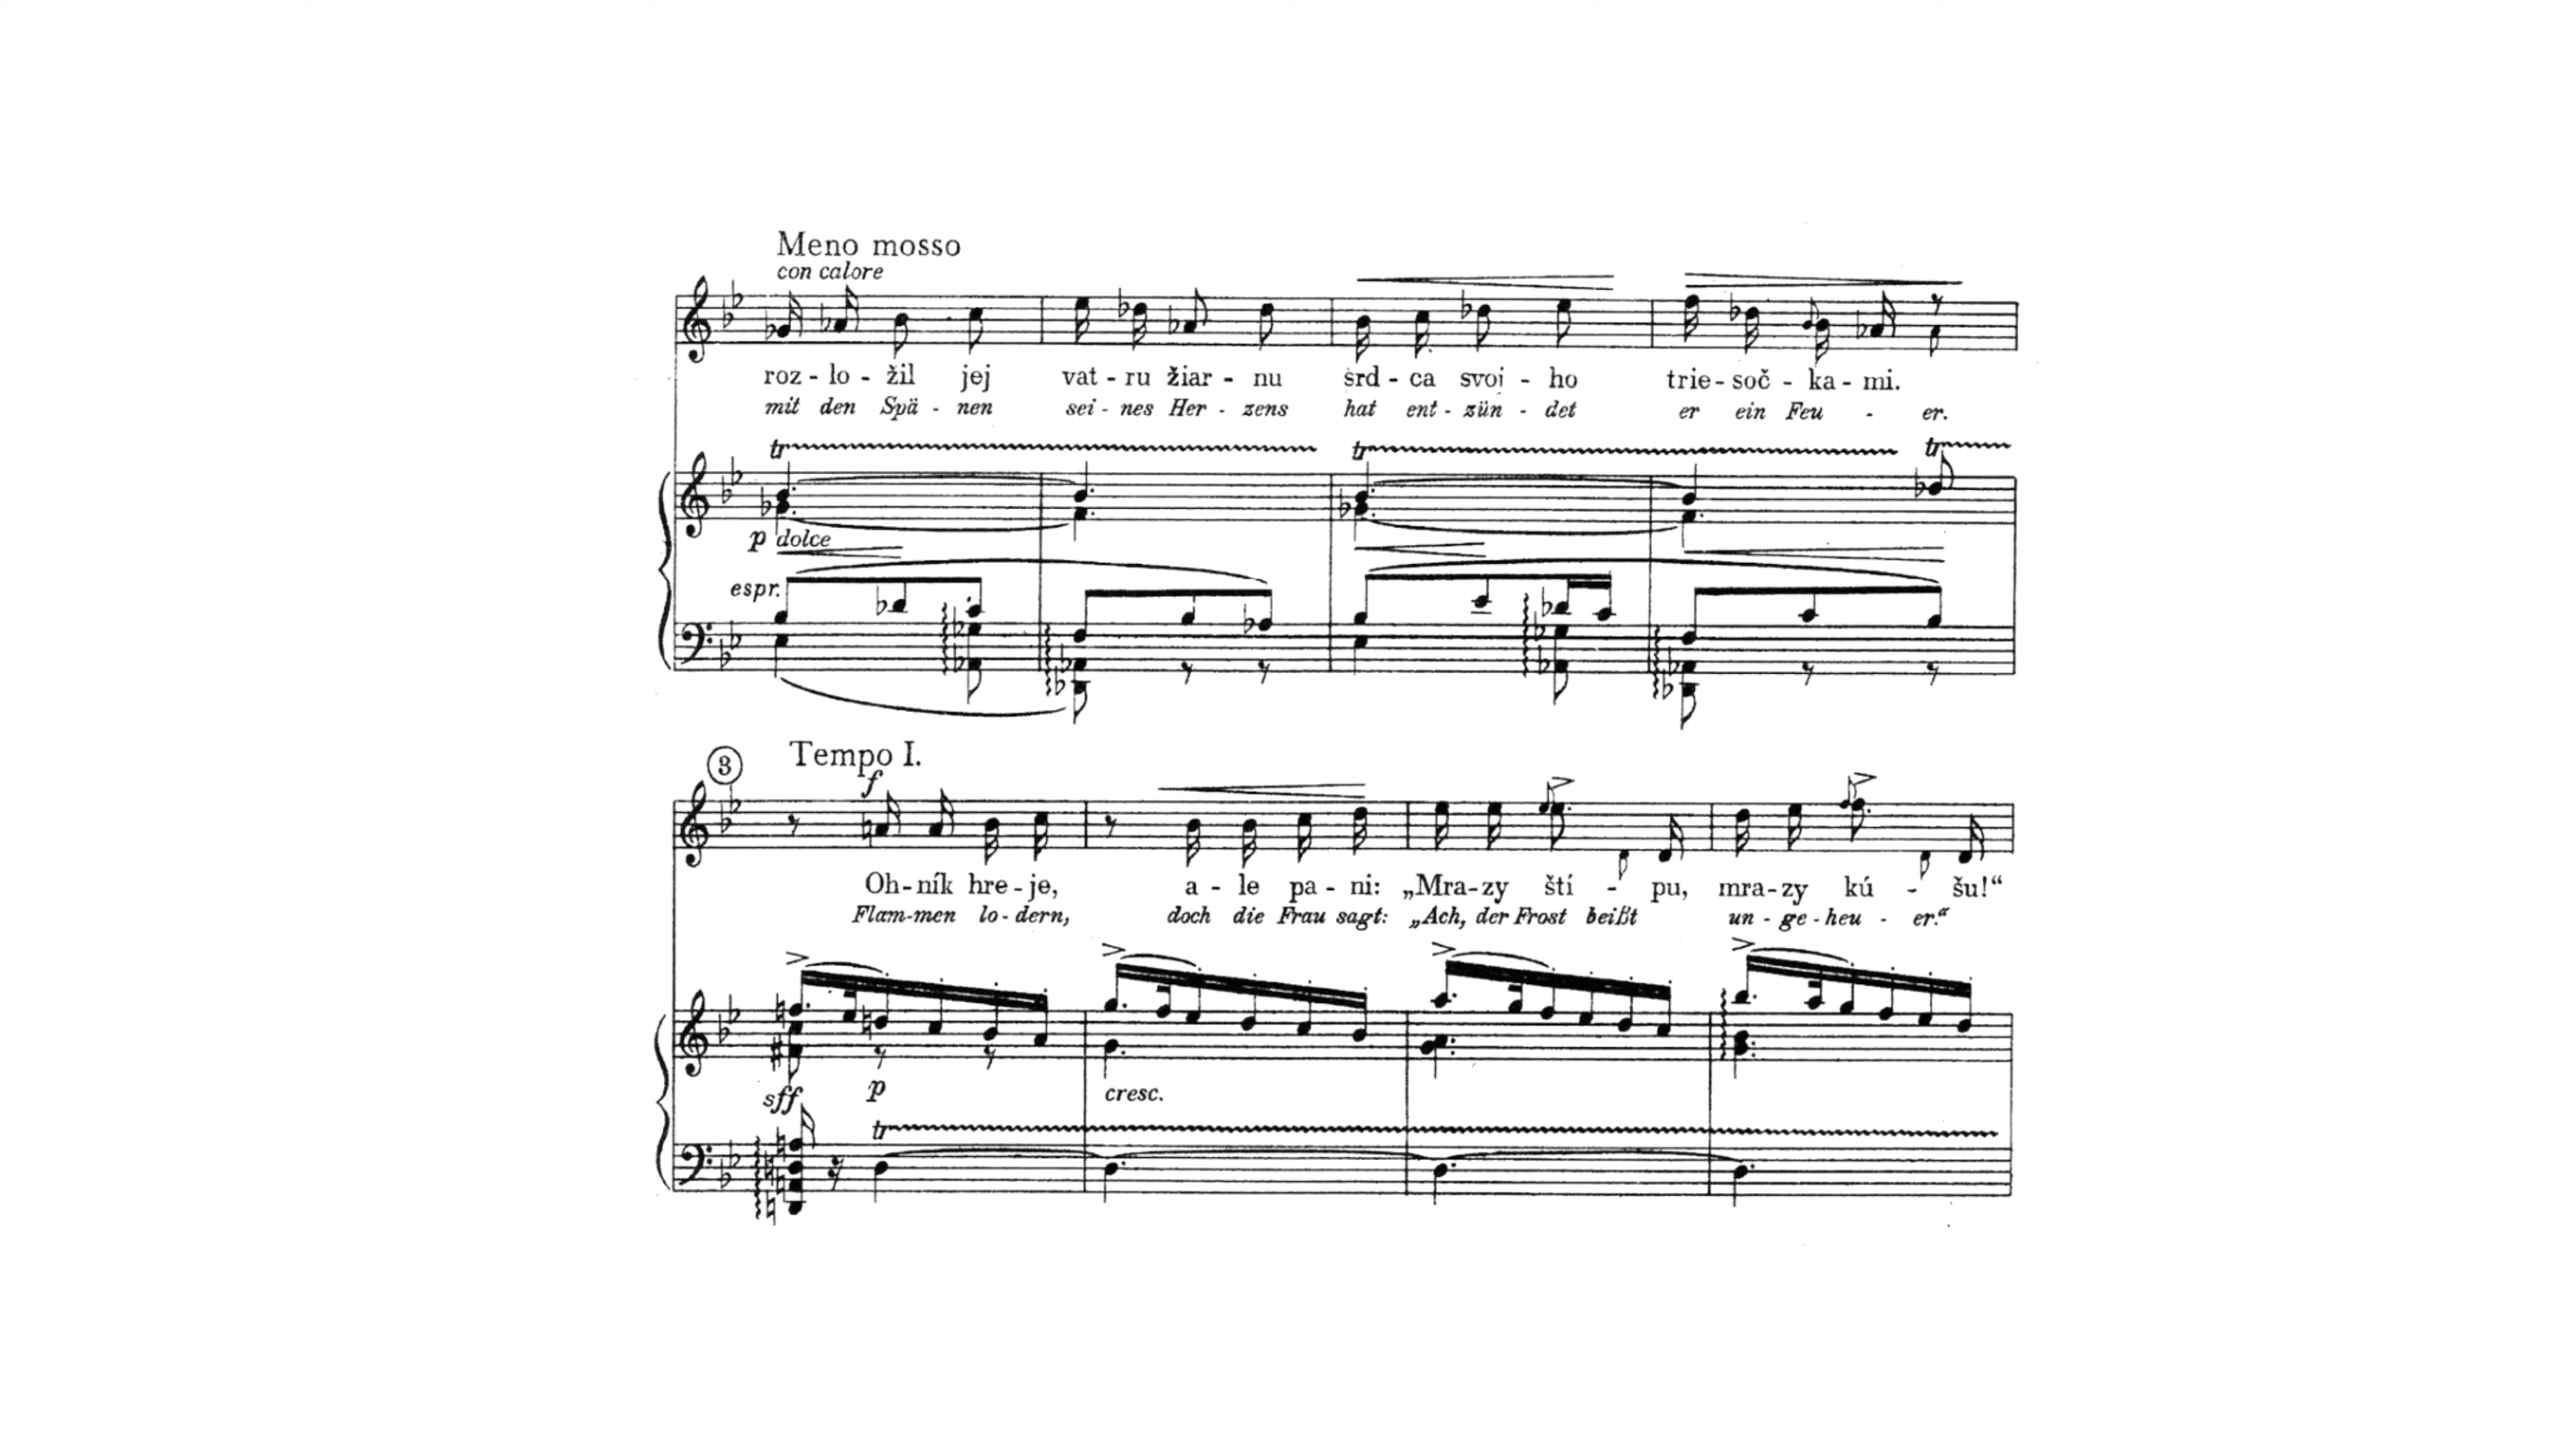 Meno mosso
con calore
roz - lo - žil jej vat - ru žiar - nu srd - ca svoj - ho trie - soč - ka - mi.
mit den Spä - nen sei - nes Her - zens hat ent - zün - det er ein Feu - er.
tr tr tr
p dolce
espr.
3 Tempo I.
f
Oh - ník hre - je, a - le pa - ni: „Mra - zy ští - pu, mra - zy kú - šu!“
Flam - men lo - dern, doch die Frau sagt: „Ach, der Frost beißt un - ge - heu - er.“
sff p cresc.
tr